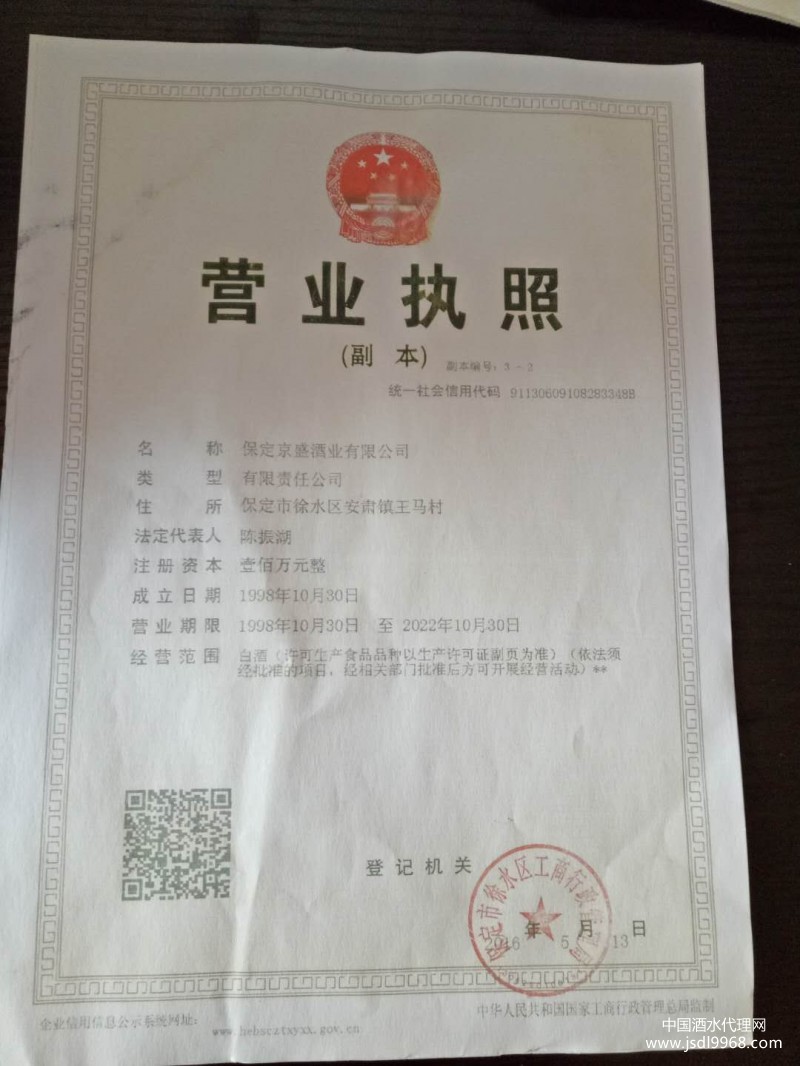 营业执照
(副 本)
副本编号：3-2
统一社会信用代码 91130609108283348B
名称 保定京盛酒业有限公司
类型 有限责任公司
住所 保定市徐水区安肃镇王马村
法定代表人 陈振湖
注册资本 壹佰万元整
成立日期 1998年10月30日
营业期限 1998年10月30日 至 2022年10月30日
经营范围 白酒（许可生产食品品种以生产许可证副页为准）（依法须
经批准的项目，经相关部门批准后方可开展经营活动）**
登记机关
保定市徐水区工商行政管理局
2016年5月13日
企业信用信息公示系统网址：
www.hebscztxyxx.gov.cn
中华人民共和国国家工商行政管理总局监制
中国酒水代理网
www.jsdl9968.com